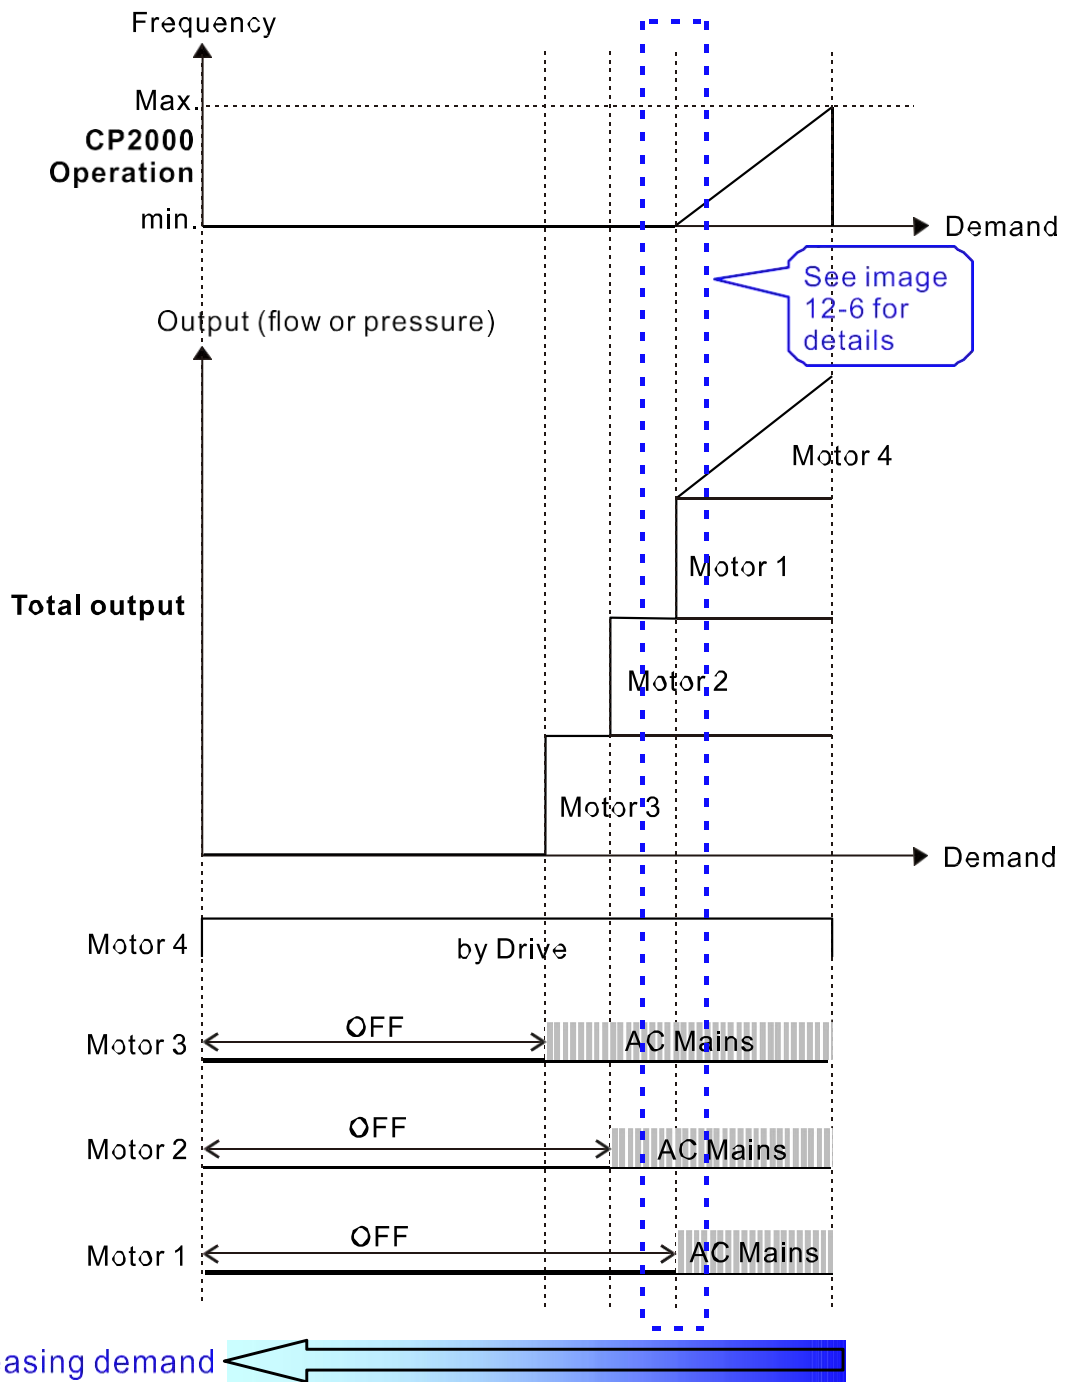 Frequency
Max.
CP2000
Operation
min.
Demand
See image
12-6 for
details
Output (flow or pressure)
Motor 4
Motor 1
Total output
Motor 2
Motor 3
Demand
Motor 4
by Drive
OFF
Motor 3
AC Mains
OFF
Motor 2
AC Mains
OFF
Motor 1
AC Mains
demand